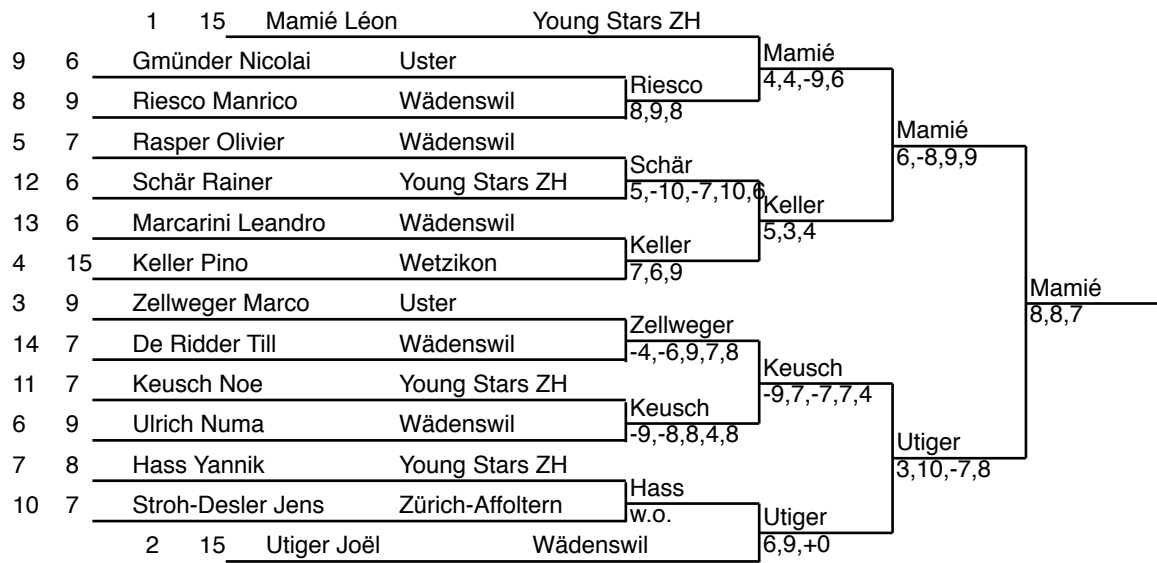 1 15 Mamié Léon Young Stars ZH
Mamié
9 6 Gmünder Nicolai Uster
4,4,-9,6
Riesco
8 9 Riesco Manrico Wädenswil
8,9,8
Mamié
5 7 Rasper Olivier Wädenswil
6,-8,9,9
Schär
12 6 Schär Rainer Young Stars ZH
5,-10,-7,10,6
Keller
13 6 Marcarini Leandro Wädenswil
5,3,4
Keller
4 15 Keller Pino Wetzikon
7,6,9
Mamié
3 9 Zellweger Marco Uster
8,8,7
Zellweger
14 7 De Ridder Till Wädenswil
-4,-6,9,7,8
Keusch
11 7 Keusch Noe Young Stars ZH
-9,7,-7,7,4
Keusch
6 9 Ulrich Numa Wädenswil
-9,-8,8,4,8
Utiger
7 8 Hass Yannik Young Stars ZH
3,10,-7,8
Hass
10 7 Stroh-Desler Jens Zürich-Affoltern
w.o.
Utiger
2 15 Utiger Joël Wädenswil
6,9,+0